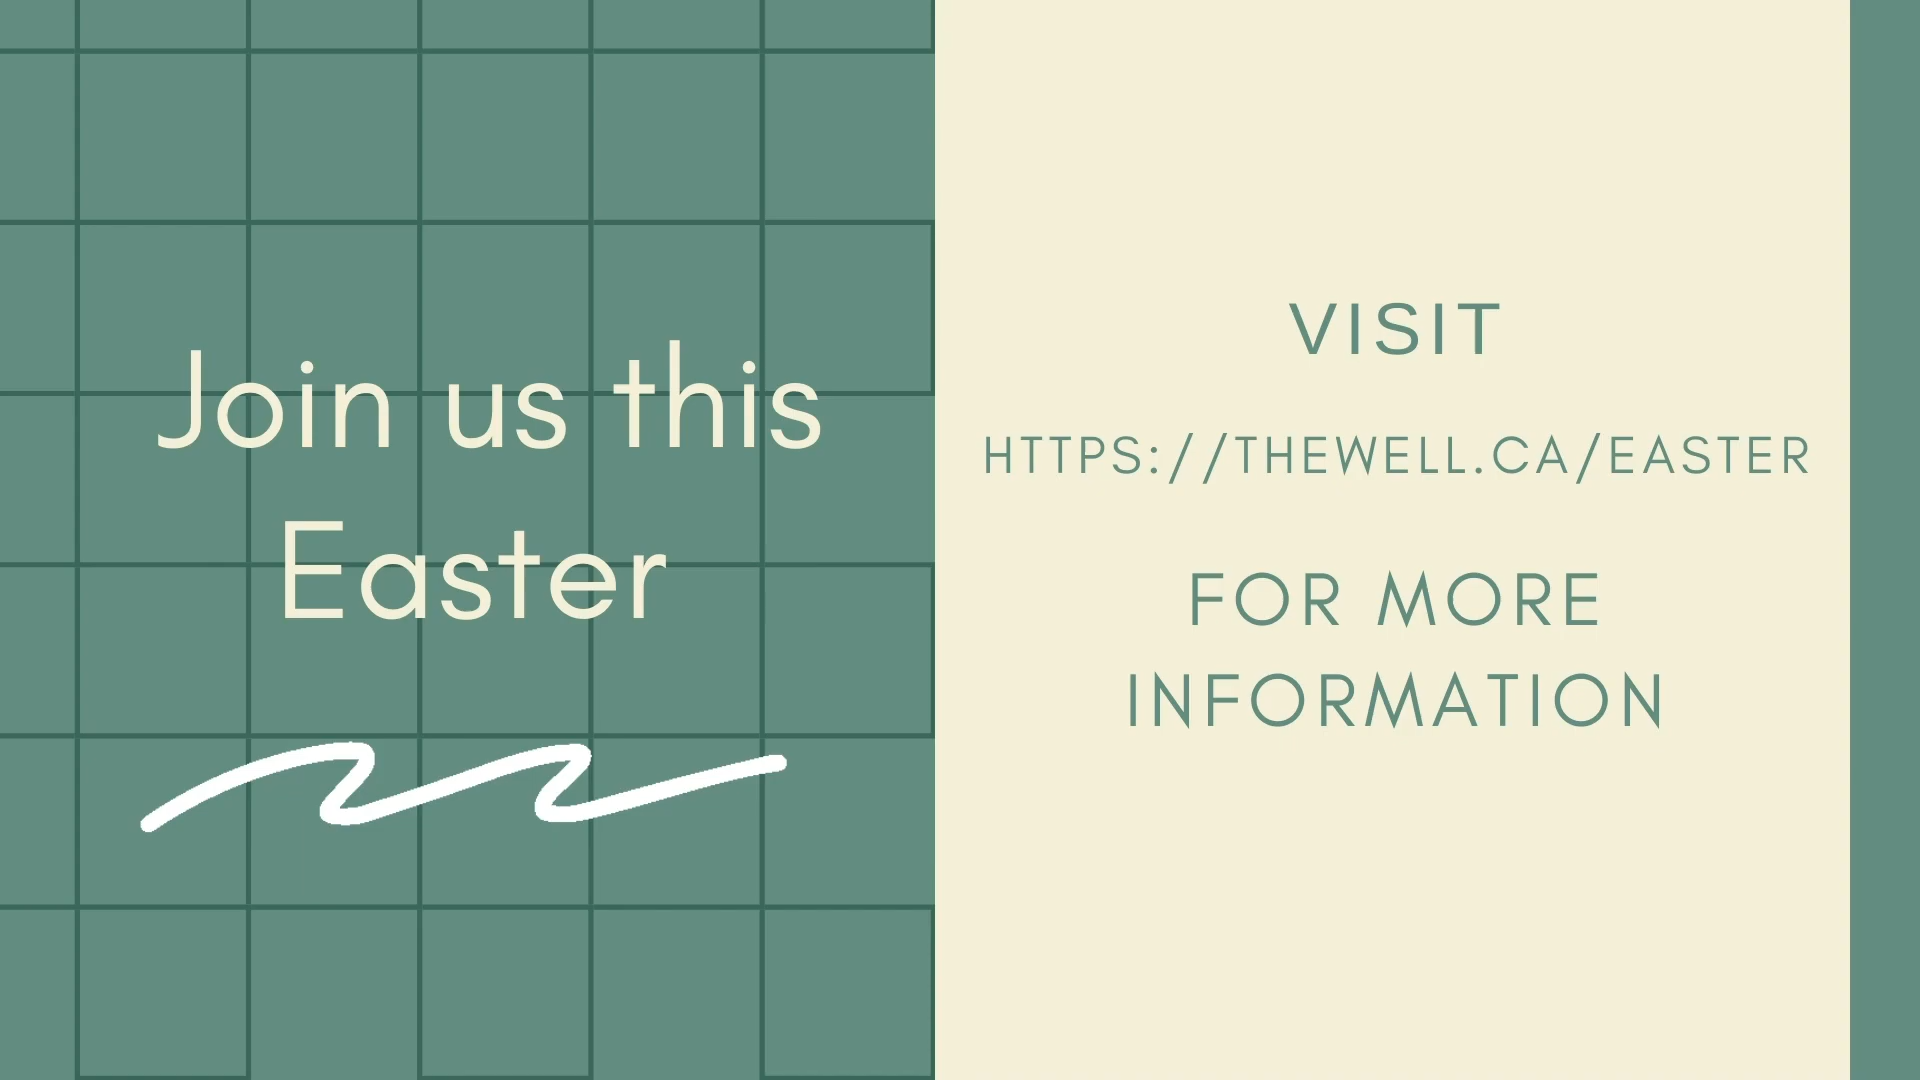 Join us this
Easter
VISIT
HTTPS://THEWELL.CA/EASTER
FOR MORE
INFORMATION